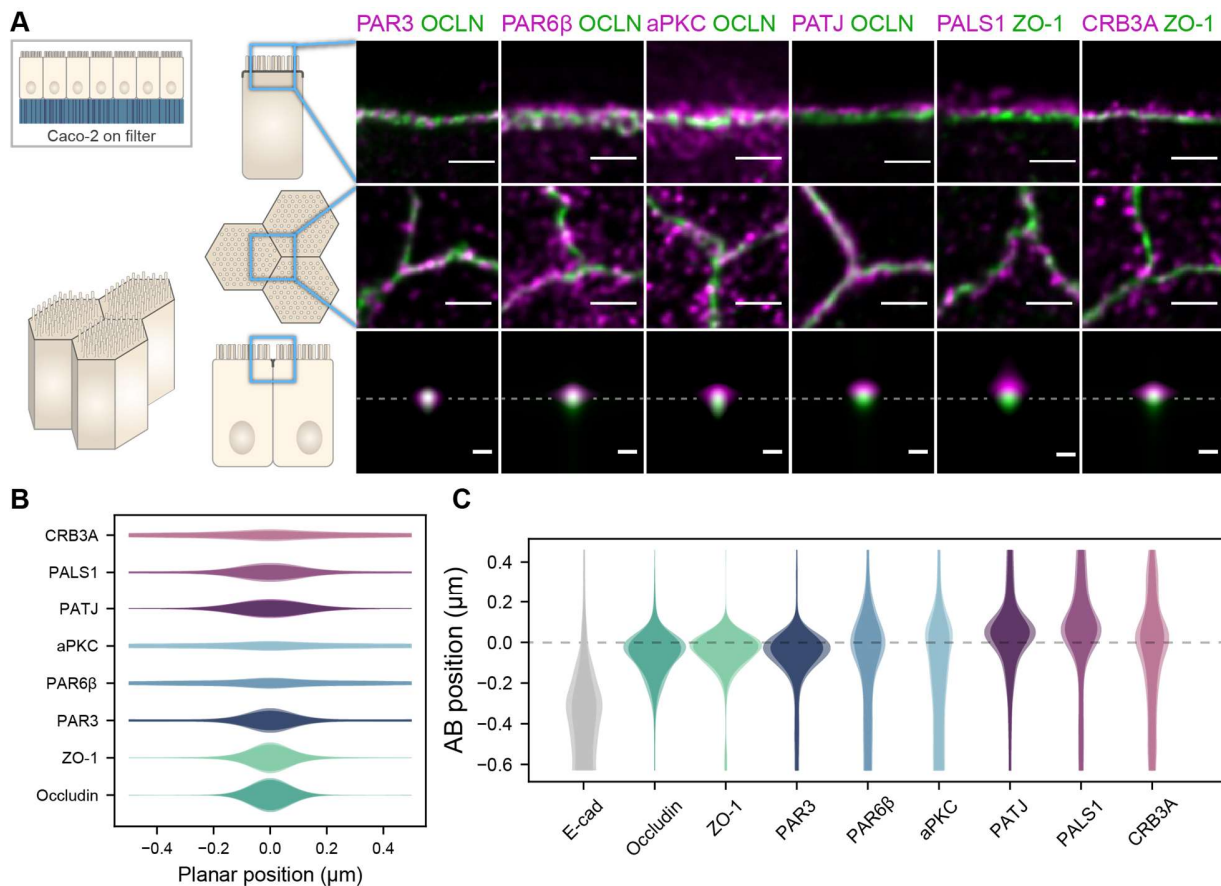 A
PAR3 OCLN PAR6β OCLN aPKC OCLN PATJ OCLN PALS1 ZO-1 CRB3A ZO-1
Caco-2 on filter
B
CRB3A
PALS1
PATJ
aPKC
PAR6β
PAR3
ZO-1
Occludin
−0.4 −0.2 0.0 0.2 0.4
Planar position (µm)
C
AB position (µm)
0.4
0.2
0.0
−0.2
−0.4
−0.6
E-cad Occludin ZO-1 PAR3 PAR6β aPKC PATJ PALS1 CRB3A